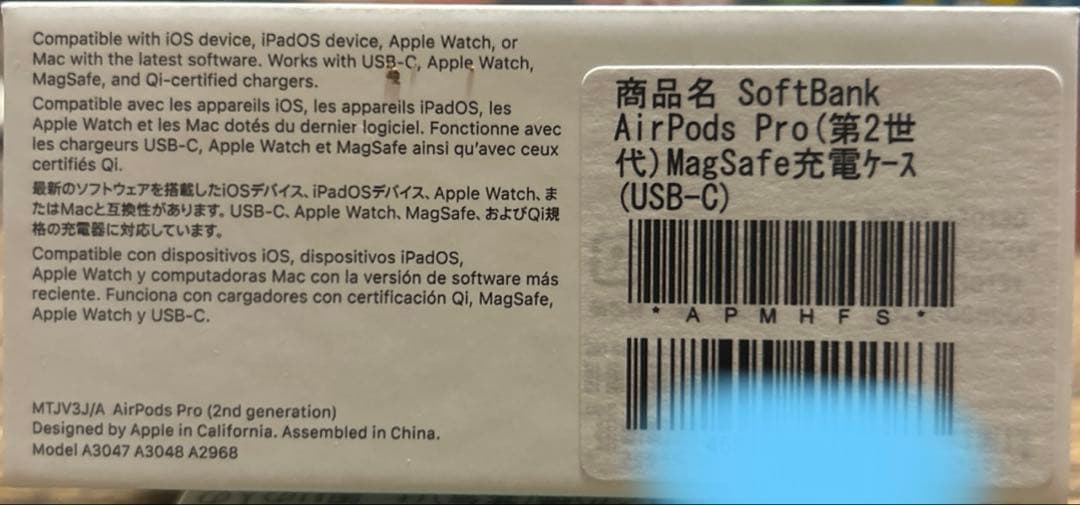 Compatible with iOS device, iPadOS device, Apple Watch, or
Mac with the latest software. Works with USB-C, Apple Watch,
MagSafe, and Qi-certified chargers.
Compatible avec les appareils iOS, les appareils iPadOS, les
Apple Watch et les Mac dotés du dernier logiciel. Fonctionne avec
les chargeurs USB-C, Apple Watch et MagSafe ainsi qu'avec ceux
certifiés Qi.
最新のソフトウェアを搭載したiOSデバイス、iPadOSデバイス、Apple Watch、ま
たはMacと互換性があります。USB-C、Apple Watch、MagSafe、およびQi規
格の充電器に対応しています。
Compatible con dispositivos iOS, dispositivos iPadOS,
Apple Watch y computadoras Mac con la versión de software más
reciente. Funciona con cargadores con certificación Qi, MagSafe,
Apple Watch y USB-C.
MTJV3J/A AirPods Pro (2nd generation)
Designed by Apple in California. Assembled in China.
Model A3047 A3048 A2968
商品名 SoftBank
AirPods Pro(第2世
代)MagSafe充電ケース
(USB-C)
* A P M H F S *